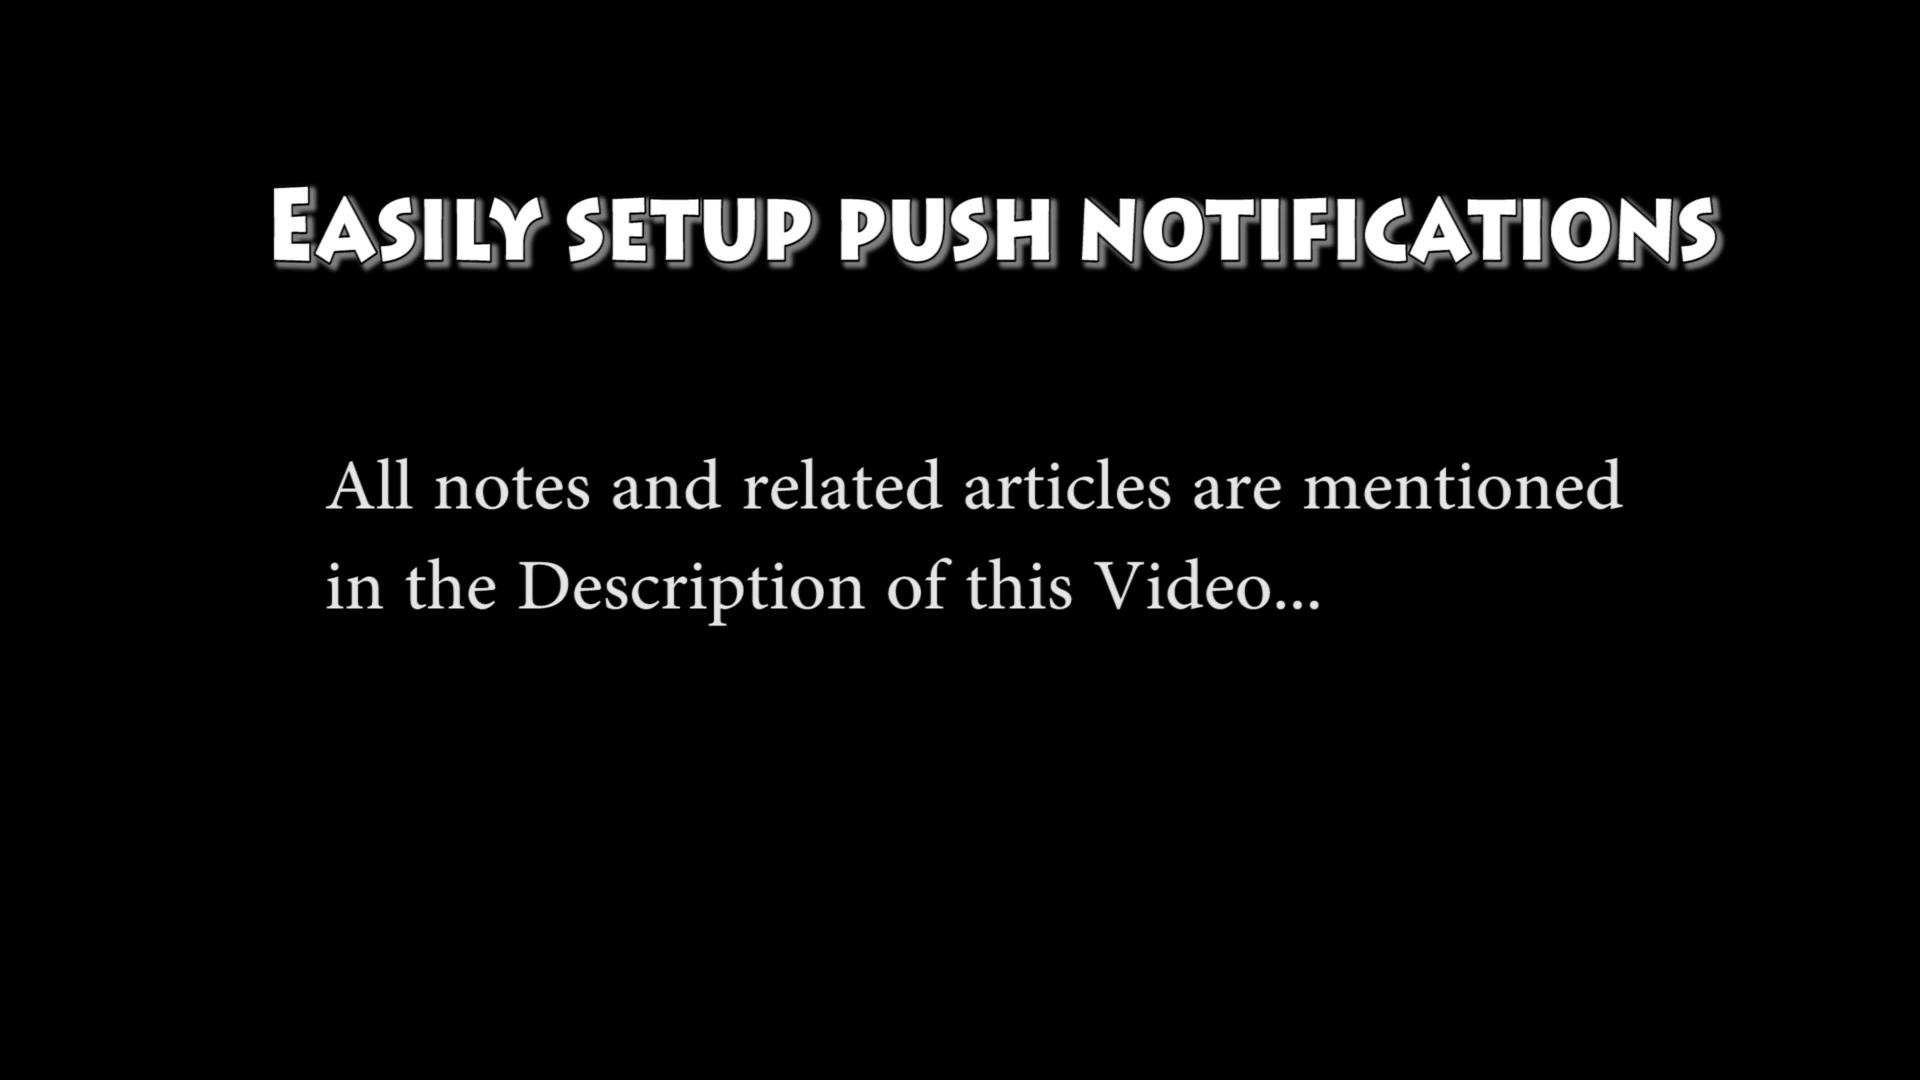 Easily setup push notifications
All notes and related articles are mentioned
in the Description of this Video...